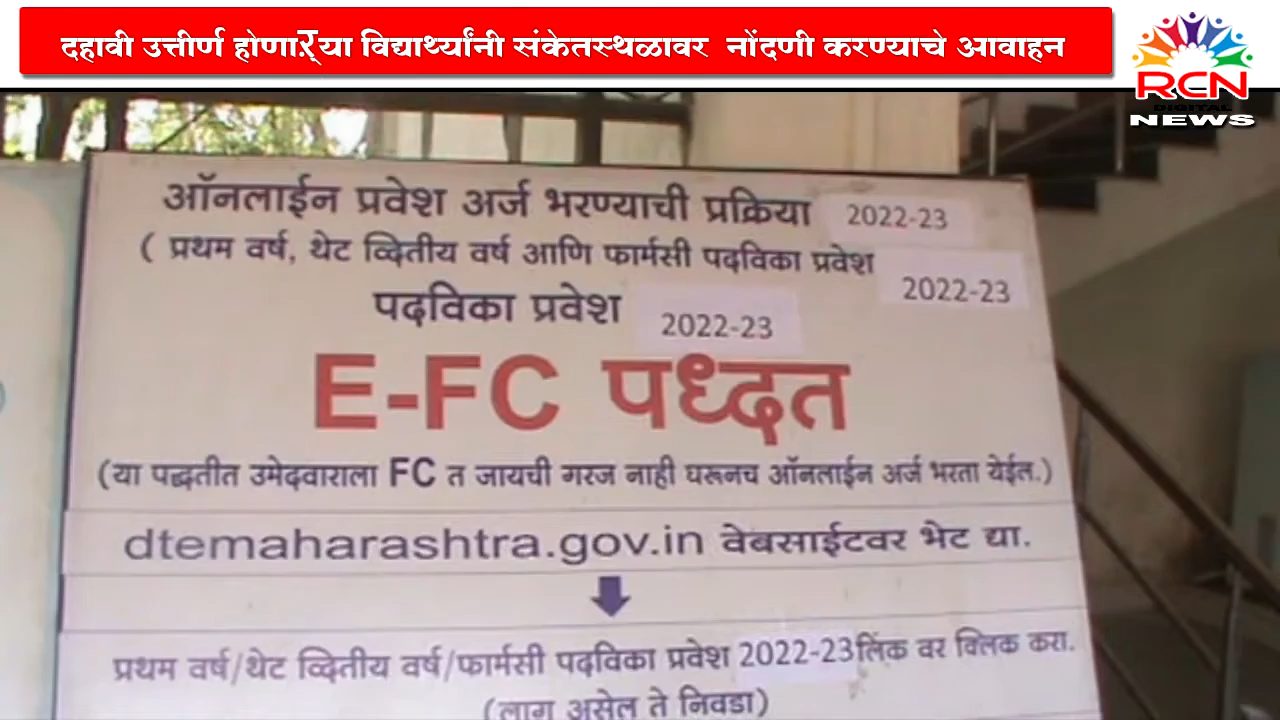 दहावी उत्तीर्ण होणाऱ्या विद्यार्थ्यांनी संकेतस्थळावर नोंदणी करण्याचे आवाहन
RCN
DIGITAL
NEWS
ऑनलाईन प्रवेश अर्ज भरण्याची प्रक्रिया 2022-23
( प्रथम वर्ष, थेट व्दितीय वर्ष आणि फार्मसी पदविका प्रवेश 2022-23
पदविका प्रवेश 2022-23
E-FC पध्दत
(या पद्धतीत उमेदवाराला FC त जायची गरज नाही घरूनच ऑनलाईन अर्ज भरता येईल.)
dtemaharashtra.gov.in वेबसाईटवर भेट द्या.
प्रथम वर्ष/थेट व्दितीय वर्ष/फार्मसी पदविका प्रवेश 2022-23लिंक वर क्लिक करा.
(लागू असेल ते निवडा)